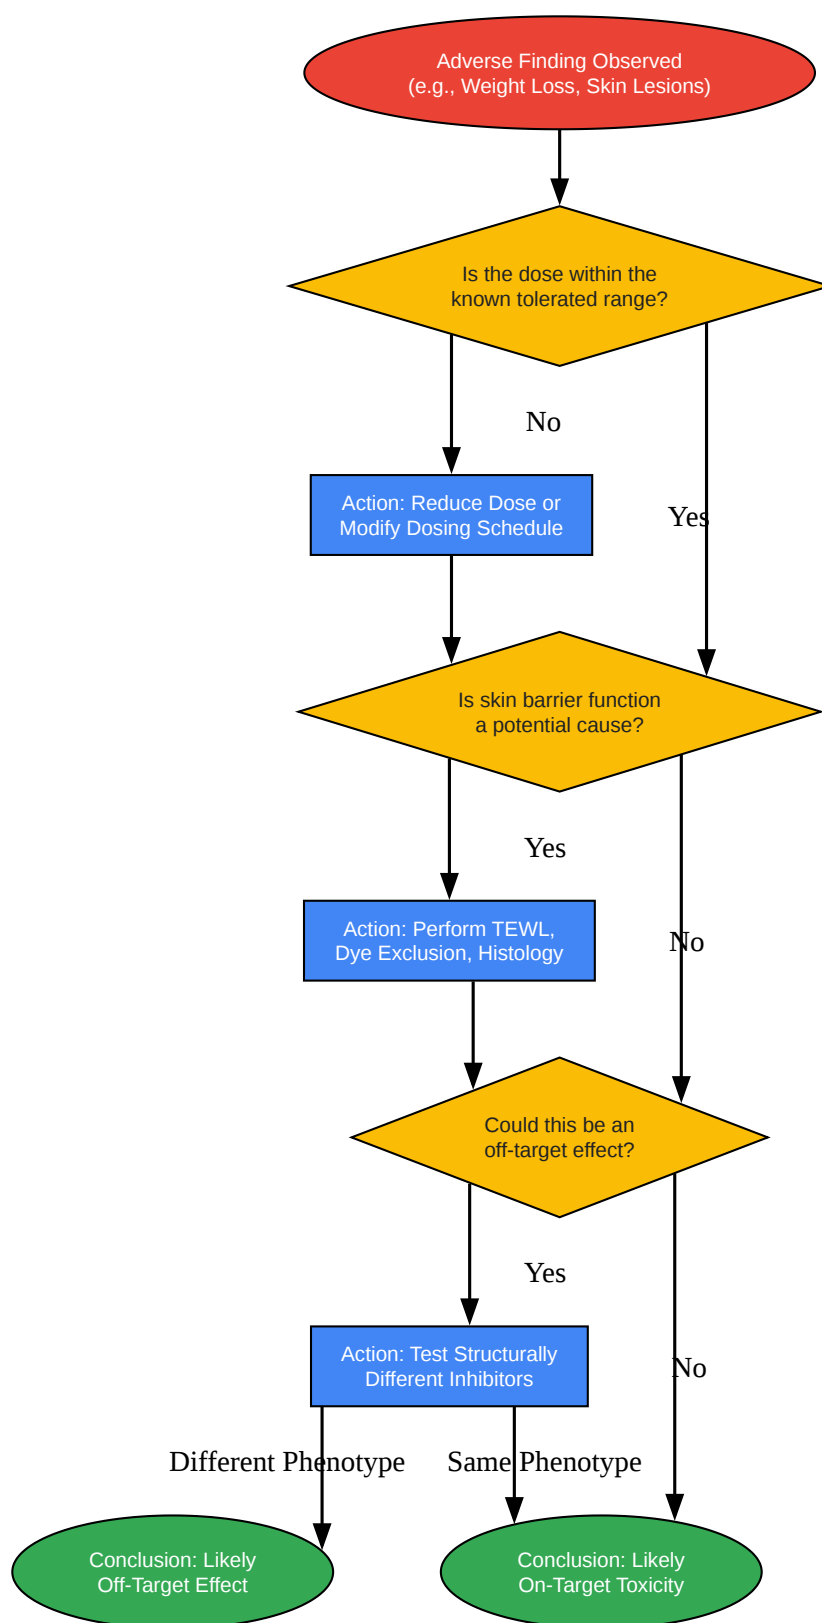 Adverse Finding Observed
(e.g., Weight Loss, Skin Lesions)
Is the dose within the
known tolerated range?
No
Action: Reduce Dose or
Modify Dosing Schedule
Yes
Is skin barrier function
a potential cause?
Yes
Action: Perform TEWL,
Dye Exclusion, Histology
No
Could this be an
off-target effect?
Yes
Action: Test Structurally
Different Inhibitors
No
Different Phenotype
Same Phenotype
Conclusion: Likely
Off-Target Effect
Conclusion: Likely
On-Target Toxicity